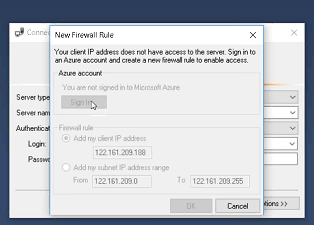 Connec
New Firewall Rule
Your client IP address does not have access to the server. Sign in to
an Azure account and create a new firewall rule to enable access.
Azure account
You are not signed in to Microsoft Azure
Sign In
Server type
Server nam
Firewall rule
Authenticat
Add my client IP address
Login:
122.161.209.188
Passwo
Add my subnet IP address range
From 122.161.209.0 To 122.161.209.255
OK Cancel
tions >>